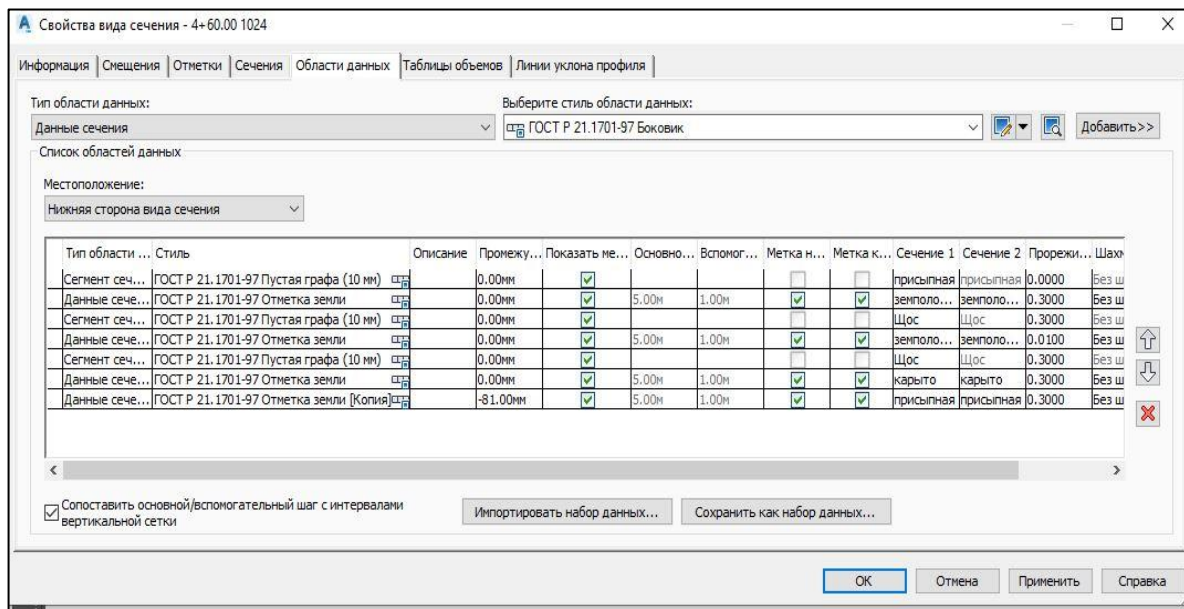 Свойства вида сечения - 4+60.00 1024
Информация Смещения Отметки Сечения Области данных Таблицы объемов Линии уклона профиля
Тип области данных: Выберите стиль области данных:
Данные сечения ГОСТ Р 21.1701-97 Боковик Добавить>>
Список областей данных
Местоположение:
Нижняя сторона вида сечения
Тип области ... Стиль Описание Промежу... Показать ме... Основно... Вспомог... Метка н... Метка к... Сечение 1 Сечение 2 Прорежи... Шахм
Сегмент сеч... ГОСТ Р 21.1701-97 Пустая графа (10 мм) 0.00мм присыпная присыпная 0.0000 Без ш
Данные сече... ГОСТ Р 21.1701-97 Отметка земли 0.00мм 5.00м 1.00м земполо... земполо... 0.3000 Без ш
Сегмент сеч... ГОСТ Р 21.1701-97 Пустая графа (10 мм) 0.00мм Щос Щос 0.3000 Без ш
Данные сече... ГОСТ Р 21.1701-97 Отметка земли 0.00мм 5.00м 1.00м земполо... земполо... 0.0100 Без ш
Сегмент сеч... ГОСТ Р 21.1701-97 Пустая графа (10 мм) 0.00мм Щос Щос 0.3000 Без ш
Данные сече... ГОСТ Р 21.1701-97 Отметка земли 0.00мм 5.00м 1.00м карыто карыто 0.3000 Без ш
Данные сече... ГОСТ Р 21.1701-97 Отметка земли [Копия] -81.00мм 5.00м 1.00м присыпная присыпная 0.3000 Без ш
Сопоставить основной/вспомогательный шаг с интервалами
вертикальной сетки
Импортировать набор данных... Сохранить как набор данных...
OK Отмена Применить Справка